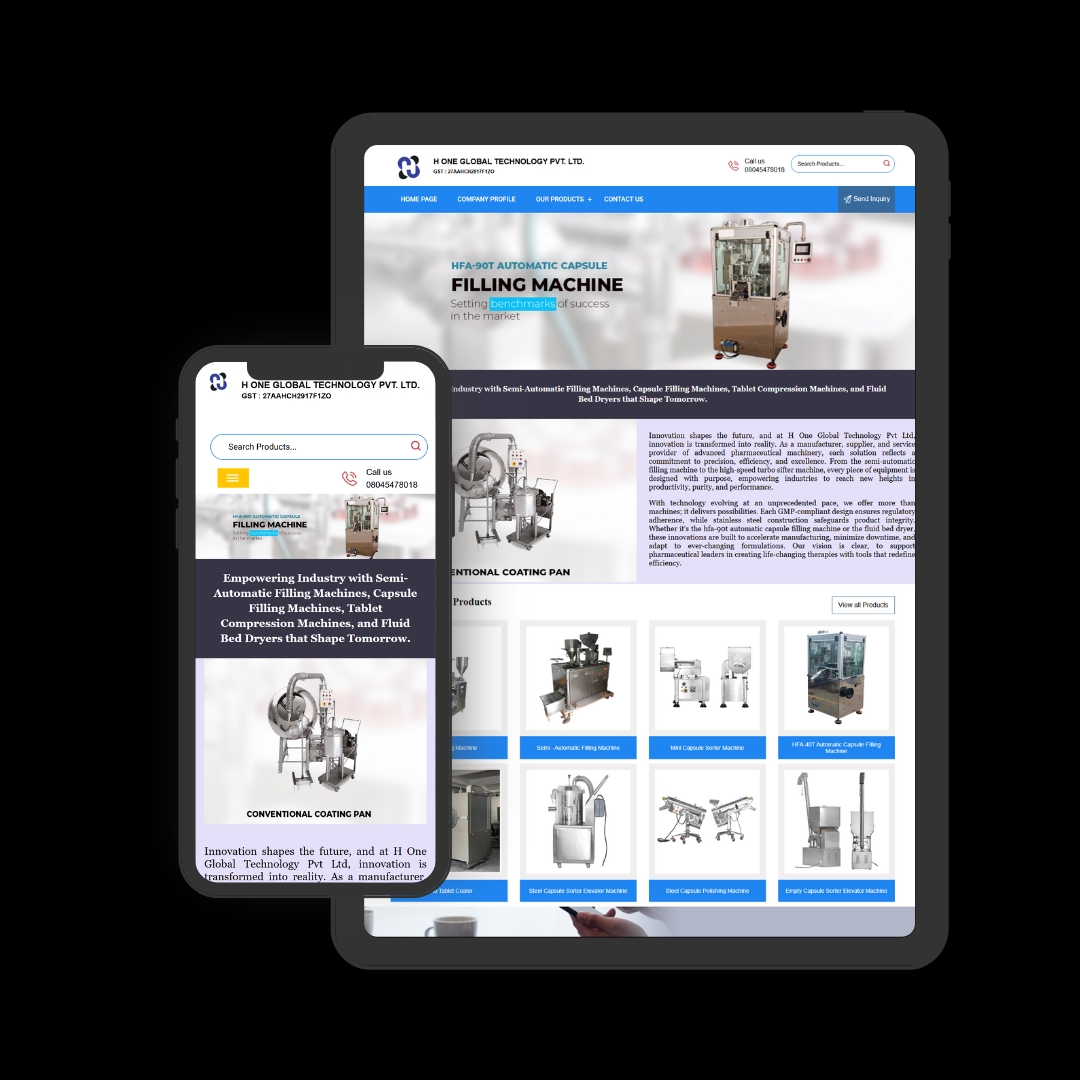 H ONE GLOBAL TECHNOLOGY PVT. LTD.
GST : 27AAHCH2917F1ZO
Call us
08045478018
Search Products...
HOME PAGE
COMPANY PROFILE
OUR PRODUCTS +
CONTACT US
Send Inquiry
HFA-90T AUTOMATIC CAPSULE
FILLING MACHINE
Setting benchmarks of success
in the market
Industry with Semi-Automatic Filling Machines, Capsule Filling Machines, Tablet Compression Machines, and Fluid
Bed Dryers that Shape Tomorrow.
Innovation shapes the future, and at H One Global Technology Pvt Ltd,
innovation is transformed into reality. As a manufacturer, supplier, and service
provider of advanced pharmaceutical machinery, each solution reflects a
commitment to precision, efficiency, and excellence. From the semi-automatic
filling machine to the high-speed turbo sifter machine, every piece of equipment is
designed with purpose, empowering industries to reach new heights in
productivity, purity, and performance.
With technology evolving at an unprecedented pace, we offer more than
machines; it delivers possibilities. Each GMP-compliant design ensures regulatory
adherence, while stainless steel construction safeguards product integrity.
Whether it's the hfa-90t automatic capsule filling machine or the fluid bed dryer,
these innovations are built to accelerate manufacturing, minimize downtime, and
adapt to ever-changing formulations. Our vision is clear, to support
pharmaceutical leaders in creating life-changing therapies with tools that redefine
efficiency.
ENTIONAL COATING PAN
Products
View all Products
Machine
Semi - Automatic Filling Machine
Mini Capsule Sorter Machine
HFA-40T Automatic Capsule Filling
Machine
Tablet Coater
Steel Capsule Sorter Elevator Machine
Steel Capsule Polishing Machine
Empty Capsule Sorter Elevator Machine
H ONE GLOBAL TECHNOLOGY PVT. LTD.
GST : 27AAHCH2917F1ZO
Search Products...
Call us
08045478018
HFA-90T AUTOMATIC CAPSULE
FILLING MACHINE
Setting benchmarks of success
in the market
Empowering Industry with Semi-
Automatic Filling Machines, Capsule
Filling Machines, Tablet
Compression Machines, and Fluid
Bed Dryers that Shape Tomorrow.
CONVENTIONAL COATING PAN
Innovation shapes the future, and at H One
Global Technology Pvt Ltd, innovation is
transformed into reality. As a manufacturer,